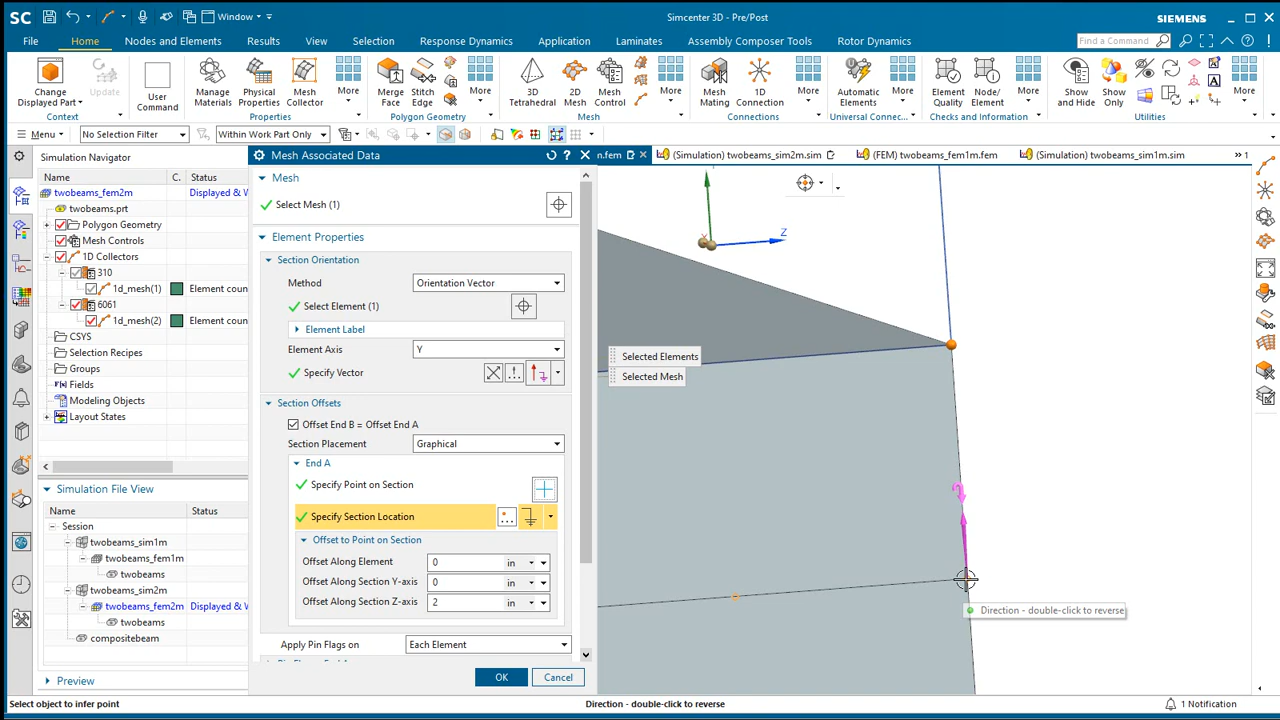 SC Window Simcenter 3D - Pre/Post SIEMENS
File Home Nodes and Elements Results View Selection Response Dynamics Application Laminates Assembly Composer Tools Rotor Dynamics Find a Command
Change Displayed Part Update User Command Manage Materials Physical Properties Mesh Collector More Merge Face Stitch Edge More 3D Tetrahedral 2D Mesh Mesh Control More Mesh Mating 1D Connection More Automatic Elements More Element Quality Node/ Element More Show and Hide Show Only More
Context Properties Polygon Geometry Mesh Connections Universal Connec... Checks and Information Utilities
Menu No Selection Filter Within Work Part Only
Simulation Navigator
Name C. Status
twobeams_fem2m Displayed & W
twobeams.prt
Polygon Geometry
Mesh Controls
1D Collectors
310
1d_mesh(1) Element coun
6061
1d_mesh(2) Element coun
CSYS
Selection Recipes
Groups
Fields
Modeling Objects
Layout States
Simulation File View
Name Status
Session
twobeams_sim1m
twobeams_fem1m
twobeams
twobeams_sim2m
twobeams_fem2m Displayed & W
twobeams
compositebeam
Preview
Mesh Associated Data
Mesh
Select Mesh (1)
Element Properties
Section Orientation
Method Orientation Vector
Select Element (1)
Element Label
Element Axis Y
Specify Vector
Section Offsets
Offset End B = Offset End A
Section Placement Graphical
End A
Specify Point on Section
Specify Section Location
Offset to Point on Section
Offset Along Element 0 in
Offset Along Section Y-axis 0 in
Offset Along Section Z-axis 2 in
Apply Pin Flags on Each Element
OK Cancel
n.fem (Simulation) twobeams_sim2m.sim (FEM) twobeams_fem1m.fem (Simulation) twobeams_sim1m.sim »1
Z
Selected Elements
Selected Mesh
Direction - double-click to reverse
Select object to infer point Direction - double-click to reverse 1 Notification